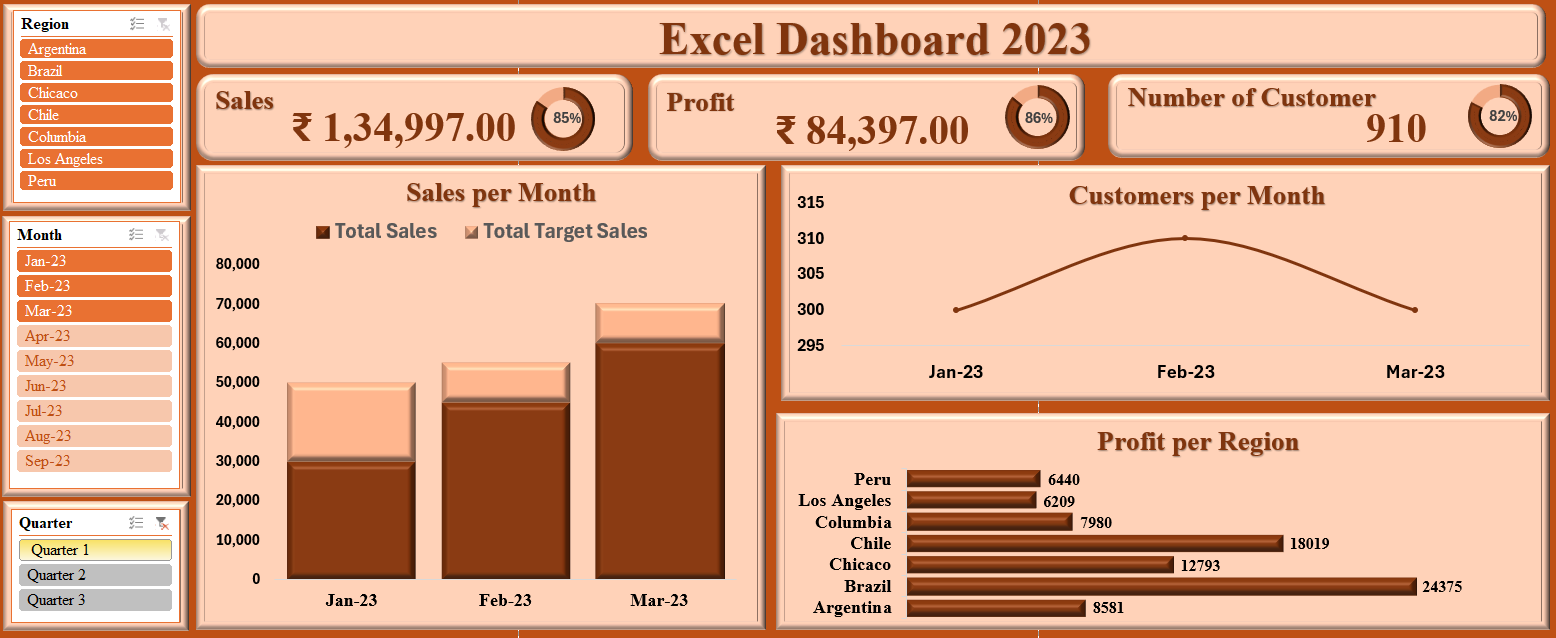 Region
Argentina
Brazil
Chicaco
Chile
Columbia
Los Angeles
Peru
Month
Jan-23
Feb-23
Mar-23
Apr-23
May-23
Jun-23
Jul-23
Aug-23
Sep-23
Quarter
Quarter 1
Quarter 2
Quarter 3
Excel Dashboard 2023
Sales
₹ 1,34,997.00
85%
Profit
₹ 84,397.00
86%
Number of Customer
910
82%
Sales per Month
Total Sales Total Target Sales
80,000
70,000
60,000
50,000
40,000
30,000
20,000
10,000
0
Jan-23 Feb-23 Mar-23
Customers per Month
315
310
305
300
295
Jan-23 Feb-23 Mar-23
Profit per Region
Peru 6440
Los Angeles 6209
Columbia 7980
Chile 18019
Chicaco 12793
Brazil 24375
Argentina 8581